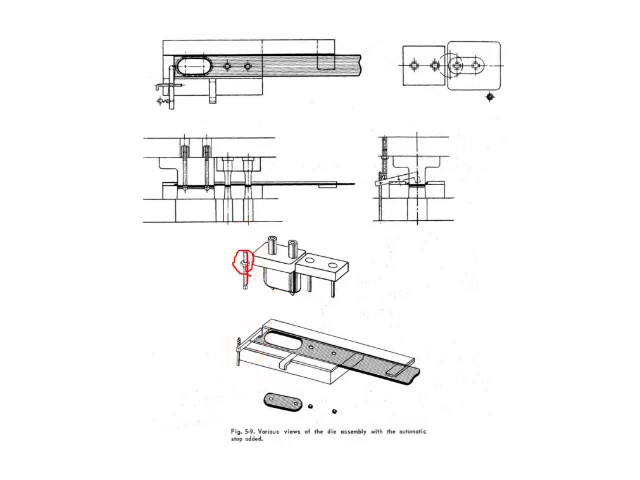 Fig. 5-9. Various views of the die assembly with the automatic
stop added.